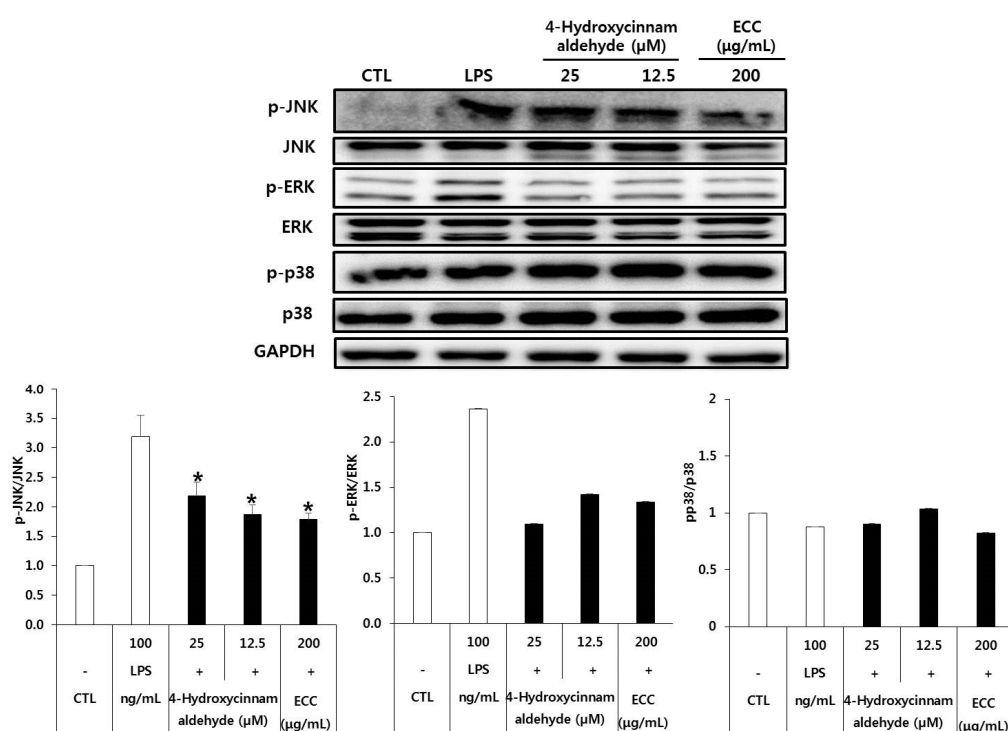 4-Hydroxycinnam
aldehyde (μM)
ECC
(μg/mL)
CTL LPS 25 12.5 200
p-JNK
JNK
p-ERK
ERK
p-p38
p38
GAPDH
p-JNK/JNK
4.0
3.5
3.0
2.5
2.0
1.5
1.0
0.5
0.0
* * *
100 25 12.5 200
- LPS + + +
CTL ng/mL 4-Hydroxycinnam
aldehyde (μM)
ECC
(μg/mL)
p-ERK/ERK
2.5
2.0
1.5
1.0
0.5
0.0
100 25 12.5 200
- LPS + + +
CTL ng/mL 4-Hydroxycinnam
aldehyde (μM)
ECC
(μg/mL)
pp38/p38
2
1.5
1
0.5
0
100 25 12.5 200
- LPS + + +
CTL ng/mL 4-Hydroxycinnam
aldehyde (μM)
ECC
(μg/mL)